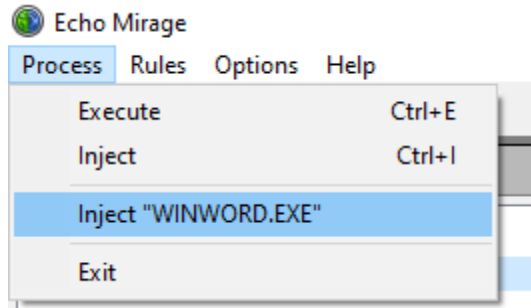 Echo Mirage
Process Rules Options Help
Execute Ctrl+E
Inject Ctrl+I
Inject "WINWORD.EXE"
Exit